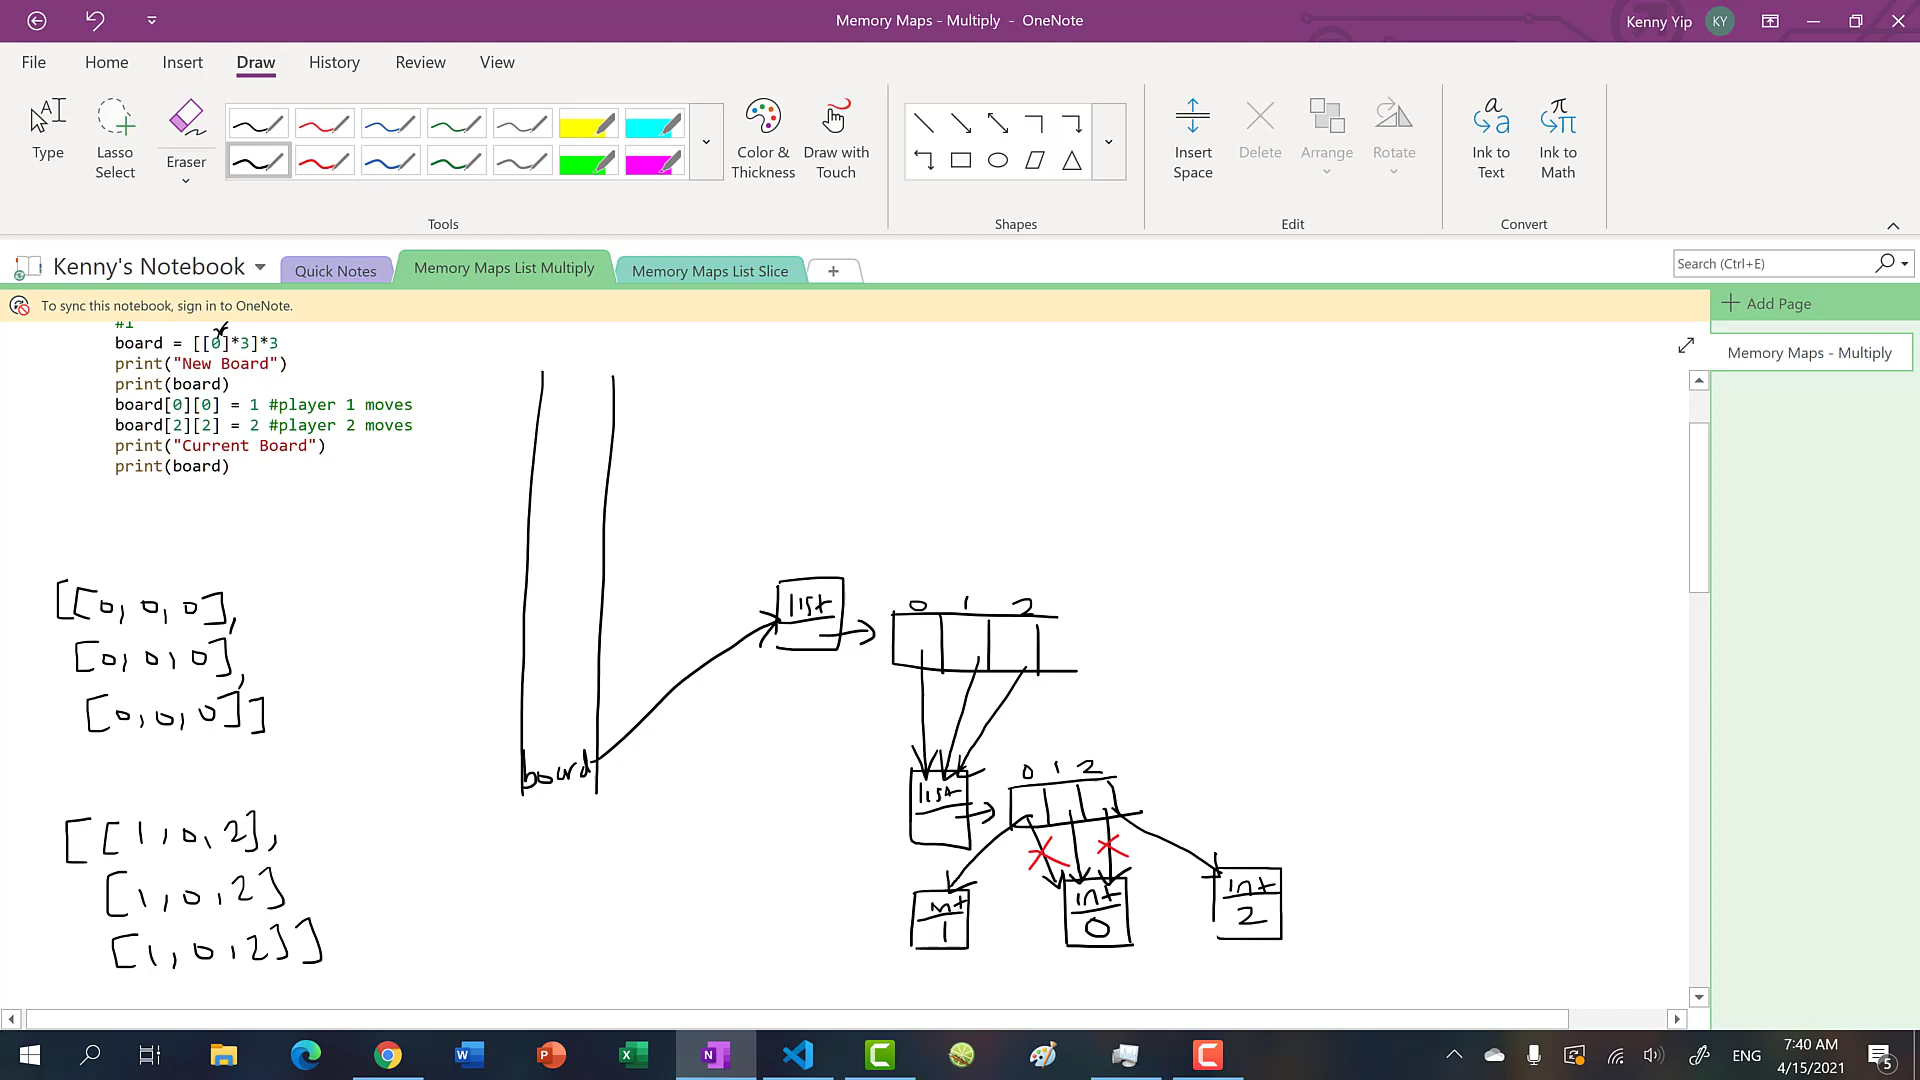 Memory Maps - Multiply - OneNote
Kenny Yip KY
File Home Insert Draw History Review View
Type
Lasso Select
Eraser
Color & Thickness
Draw with Touch
Insert Space
Delete
Arrange
Rotate
Ink to Text
Ink to Math
Tools Shapes Edit Convert
Kenny's Notebook Quick Notes Memory Maps List Multiply Memory Maps List Slice +
Search (Ctrl+E)
To sync this notebook, sign in to OneNote.
Add Page
Memory Maps - Multiply
#1
board = [[0]*3]*3
print("New Board")
print(board)
board[0][0] = 1 #player 1 moves
board[2][2] = 2 #player 2 moves
print("Current Board")
print(board)
[[0, 0, 0],
[0, 0, 0],
[0, 0, 0]]
[[1, 0, 2],
[1, 0, 2]
[1, 0, 2]]
board
list
0 1 2
list
0 1 2
int
1
int
0
int
2
ENG
7:40 AM
4/15/2021
5